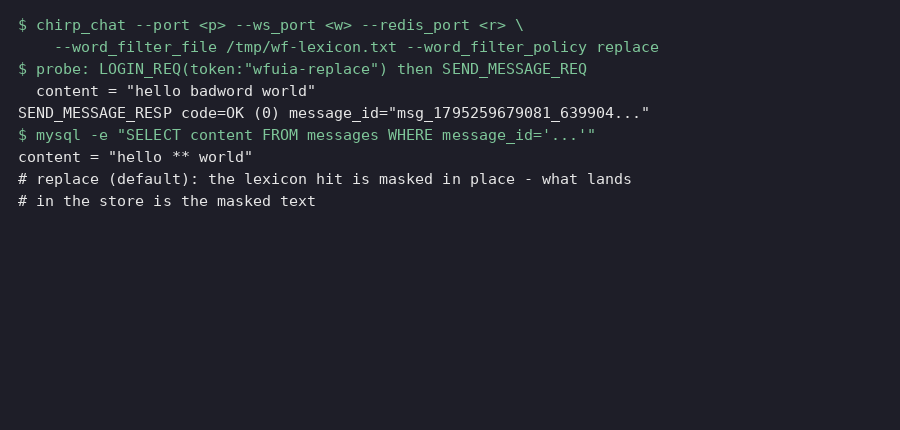 $ chirp_chat --port <p> --ws_port <w> --redis_port <r> \
    --word_filter_file /tmp/wf-lexicon.txt --word_filter_policy replace
$ probe: LOGIN_REQ(token:"wfuia-replace") then SEND_MESSAGE_REQ
  content = "hello badword world"
SEND_MESSAGE_RESP code=OK (0) message_id="msg_1795259679081_639904..."
$ mysql -e "SELECT content FROM messages WHERE message_id='...'"
content = "hello ** world"
# replace (default): the lexicon hit is masked in place - what lands
# in the store is the masked text